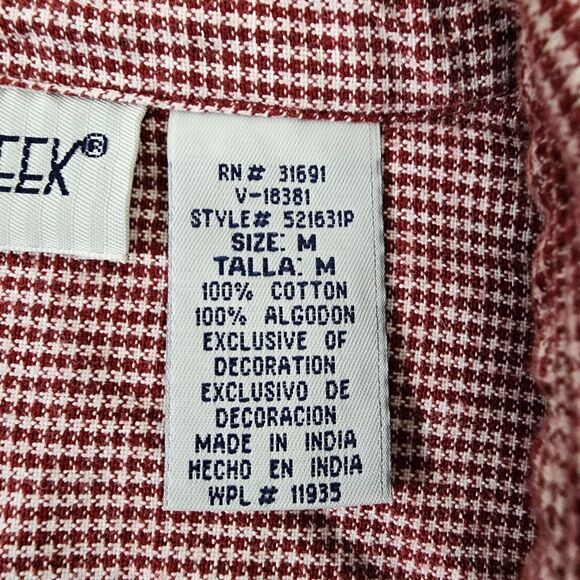 EEK®
RN# 31691
V-18381
STYLE# 521631P
SIZE: M
TALLA: M
100% COTTON
100% ALGODON
EXCLUSIVE OF
DECORATION
EXCLUSIVO DE
DECORACION
MADE IN INDIA
HECHO EN INDIA
WPL # 11935